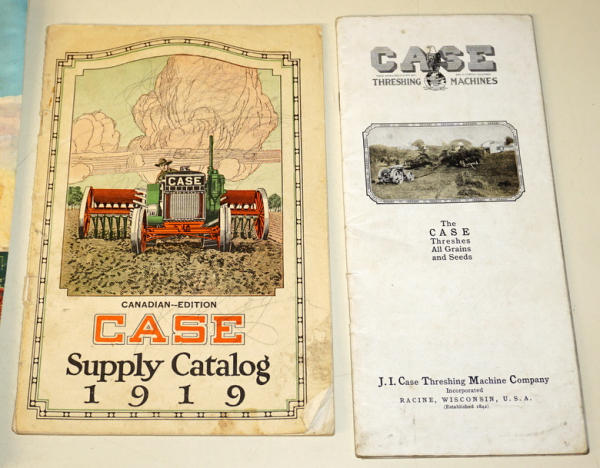 CASE
CANADIAN--EDITION
CASE
Supply Catalog
1919
CASE
THRESHING MACHINES
The
CASE
Threshes
All Grains
and Seeds
J. I. Case Threshing Machine Company
Incorporated
RACINE, WISCONSIN, U.S.A.
(Established 1842)